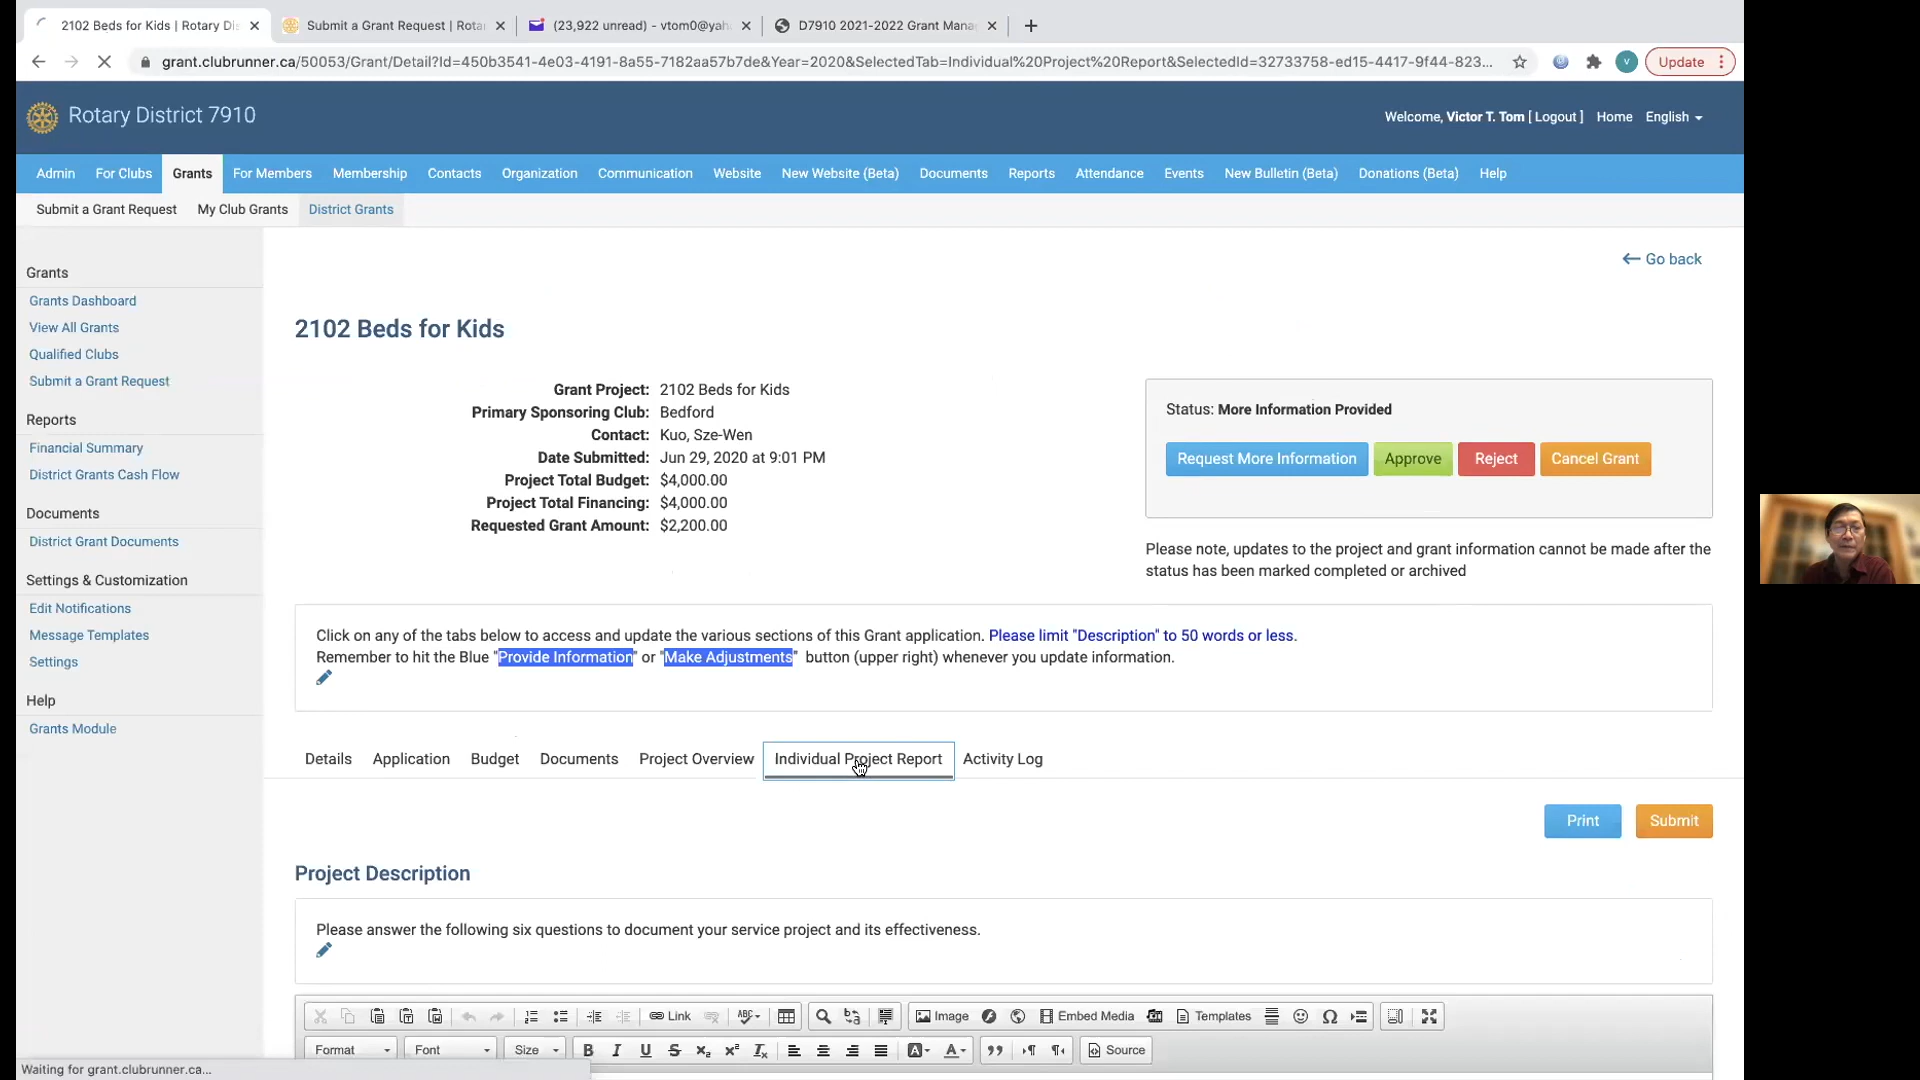 2102 Beds for Kids | Rotary Dis
Submit a Grant Request | Rota
(23,922 unread) - vtom0@yah
D7910 2021-2022 Grant Mana
grant.clubrunner.ca/50053/Grant/Detail?Id=450b3541-4e03-4191-8a55-7182aa57b7de&Year=2020&SelectedTab=Individual%20Project%20Report&SelectedId=32733758-ed15-4417-9f44-823...
V
Update
Rotary District 7910
Welcome, Victor T. Tom [ Logout ] Home English
Admin For Clubs Grants For Members Membership Contacts Organization Communication Website New Website (Beta) Documents Reports Attendance Events New Bulletin (Beta) Donations (Beta) Help
Submit a Grant Request My Club Grants District Grants
Grants
Grants Dashboard
View All Grants
Qualified Clubs
Submit a Grant Request
Reports
Financial Summary
District Grants Cash Flow
Documents
District Grant Documents
Settings & Customization
Edit Notifications
Message Templates
Settings
Help
Grants Module
Go back
2102 Beds for Kids
Grant Project: 2102 Beds for Kids
Primary Sponsoring Club: Bedford
Contact: Kuo, Sze-Wen
Date Submitted: Jun 29, 2020 at 9:01 PM
Project Total Budget: $4,000.00
Project Total Financing: $4,000.00
Requested Grant Amount: $2,200.00
Status: More Information Provided
Request More Information Approve Reject Cancel Grant
Please note, updates to the project and grant information cannot be made after the
status has been marked completed or archived
Click on any of the tabs below to access and update the various sections of this Grant application. Please limit "Description" to 50 words or less.
Remember to hit the Blue "Provide Information" or "Make Adjustments" button (upper right) whenever you update information.
Details Application Budget Documents Project Overview Individual Project Report Activity Log
Print Submit
Project Description
Please answer the following six questions to document your service project and its effectiveness.
Link Image Embed Media Templates
Format Font Size B I U S Source
Waiting for grant.clubrunner.ca...